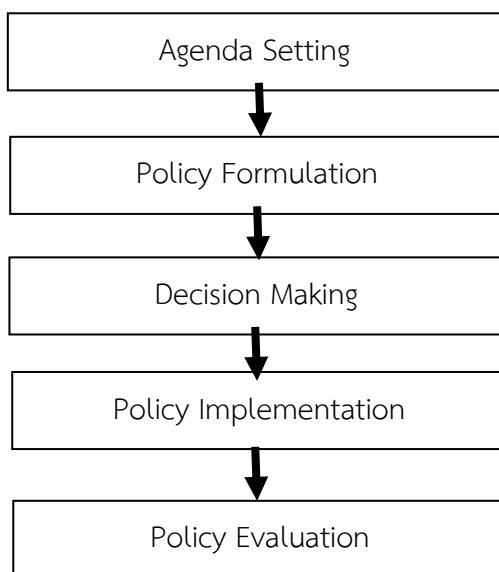 Agenda Setting
Policy Formulation
Decision Making
Policy Implementation
Policy Evaluation